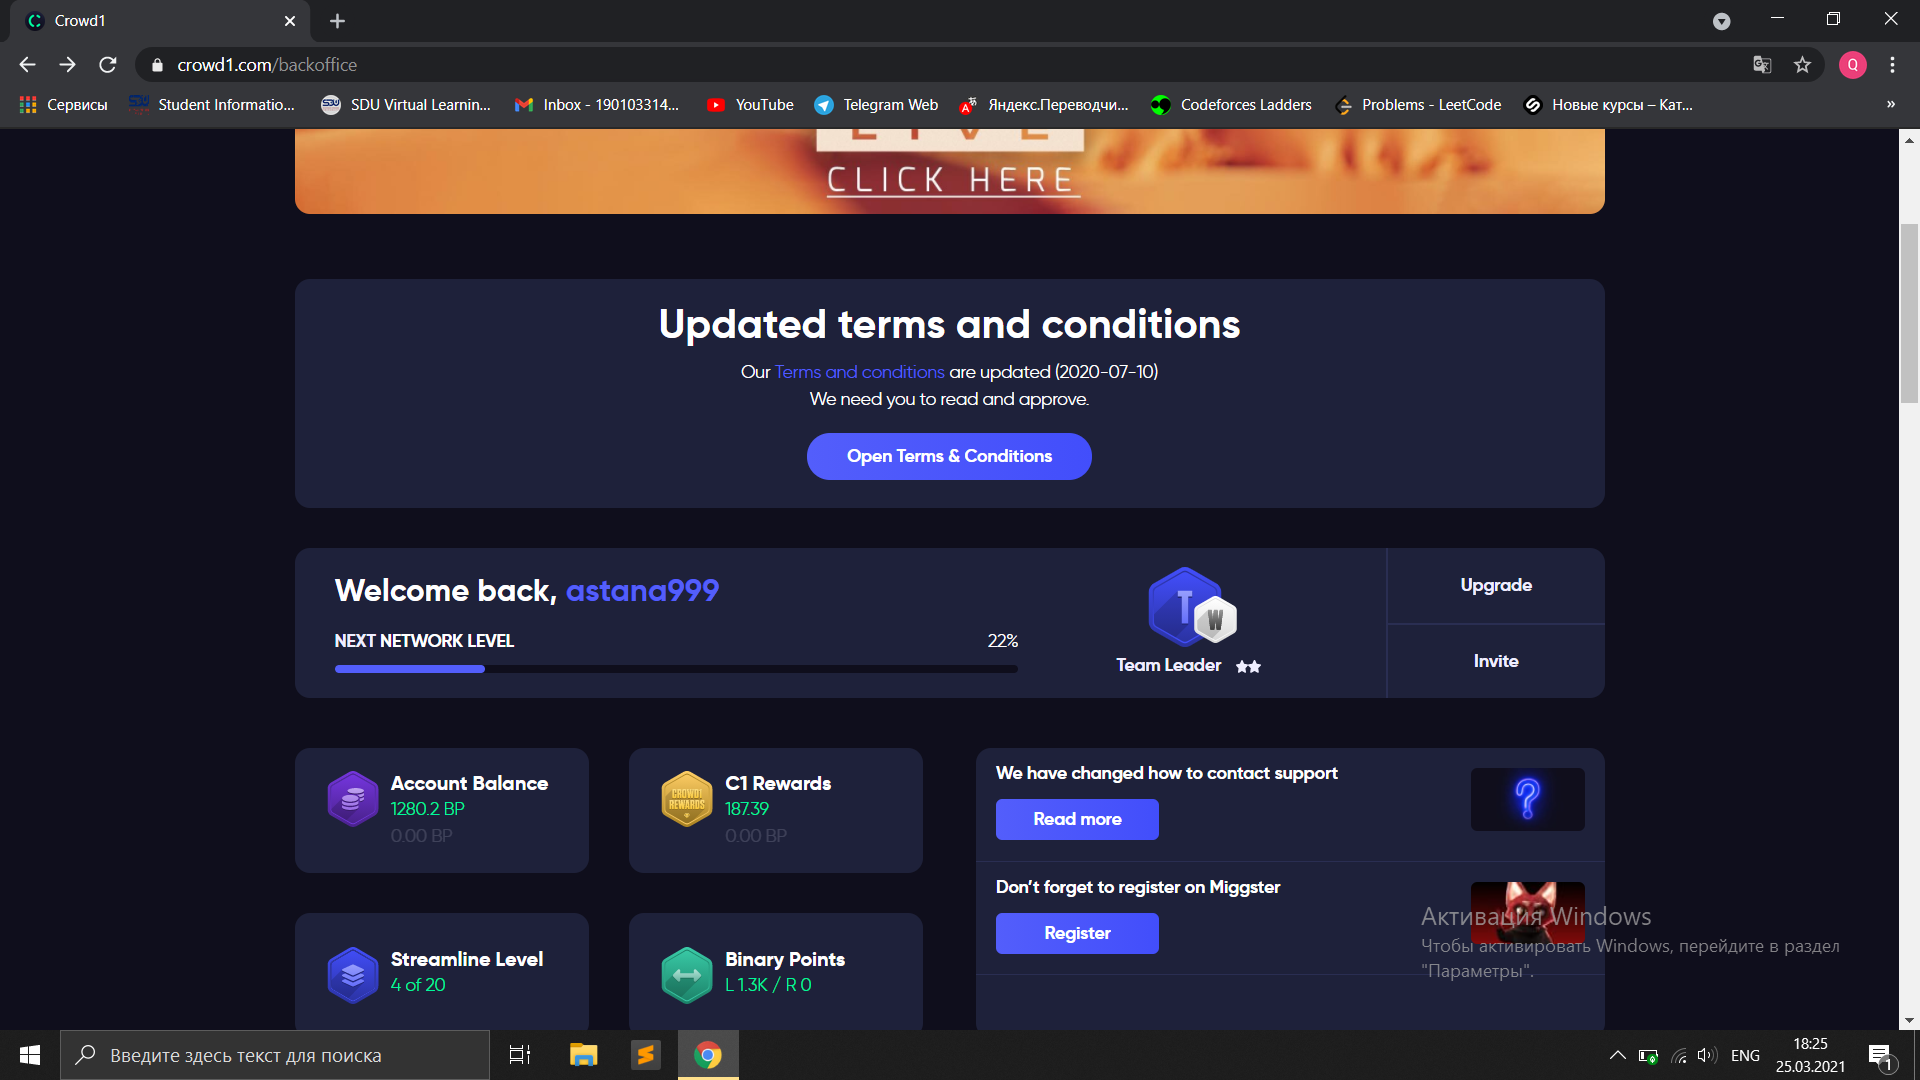 Crowd1
crowd1.com/backoffice
Q
Сервисы
Student Informatio...
SDU Virtual Learnin...
Inbox - 190103314...
YouTube
Telegram Web
Яндекс.Переводчи...
Codeforces Ladders
Problems - LeetCode
Новые курсы – Кат...
LIVE
CLICK HERE
Updated terms and conditions
Our Terms and conditions are updated (2020-07-10)
We need you to read and approve.
Open Terms & Conditions
Welcome back, astana999
NEXT NETWORK LEVEL
22%
T
W
Team Leader
Upgrade
Invite
Account Balance
1280.2 BP
0.00 BP
CROWD1
REWARDS
C1 Rewards
187.39
0.00 BP
We have changed how to contact support
Read more
Don't forget to register on Miggster
Register
Streamline Level
4 of 20
Binary Points
L 1.3K / R 0
Активация Windows
Чтобы активировать Windows, перейдите в раздел
"Параметры".
Введите здесь текст для поиска
ENG
18:25
25.03.2021
1